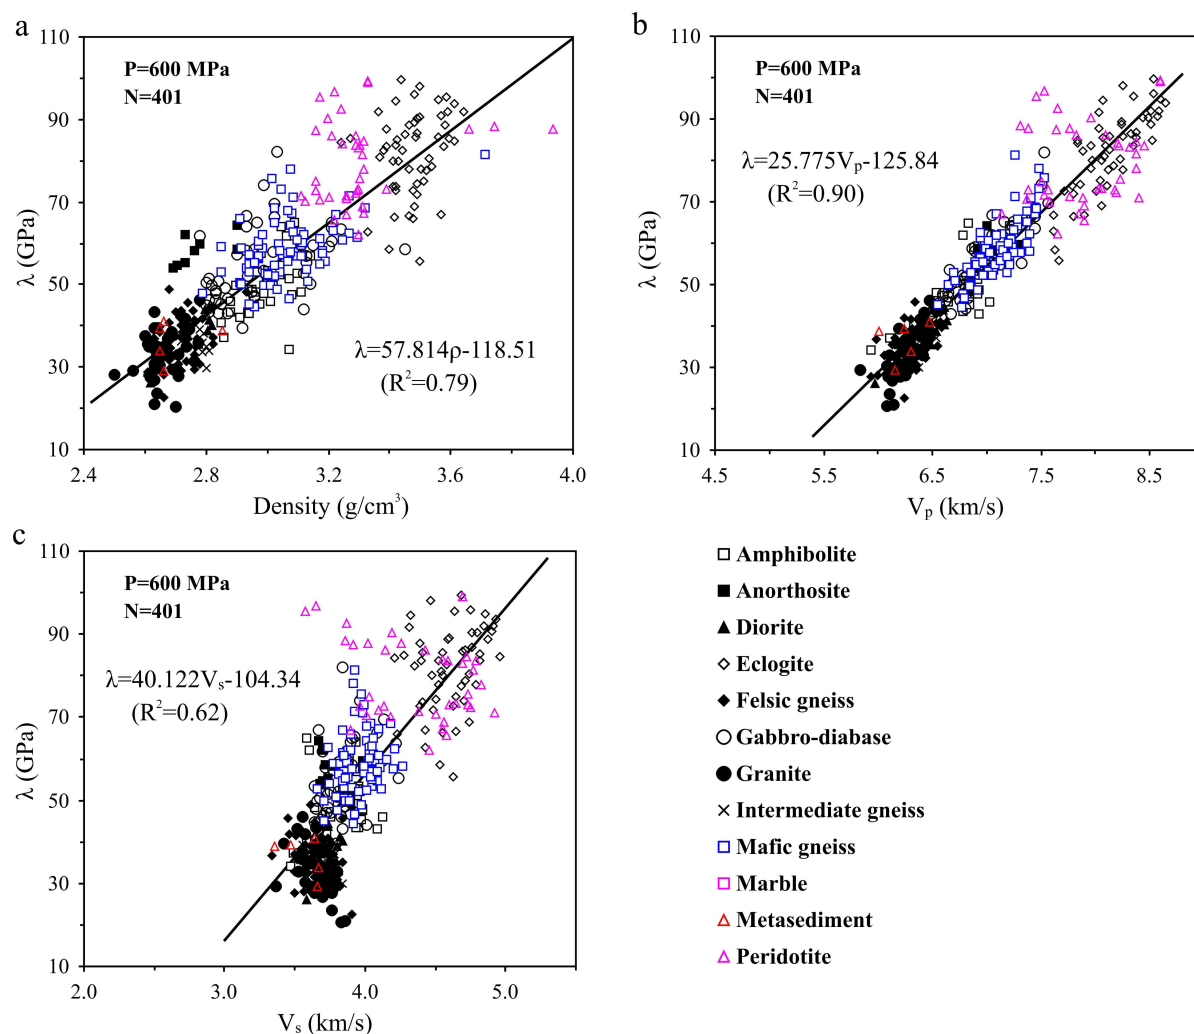 a
110
90
70
50
30
10
λ (GPa)
P=600 MPa
N=401
λ=57.814ρ-118.51
(R²=0.79)
2.4 2.8 3.2 3.6 4.0
Density (g/cm³)
b
110
90
70
50
30
10
λ (GPa)
P=600 MPa
N=401
λ=25.775Vₚ-125.84
(R²=0.90)
4.5 5.5 6.5 7.5 8.5
Vₚ (km/s)
c
110
90
70
50
30
10
λ (GPa)
P=600 MPa
N=401
λ=40.122Vₛ-104.34
(R²=0.62)
2.0 3.0 4.0 5.0
Vₛ (km/s)
Amphibolite
Anorthosite
Diorite
Eclogite
Felsic gneiss
Gabbro-diabase
Granite
Intermediate gneiss
Mafic gneiss
Marble
Metasediment
Peridotite